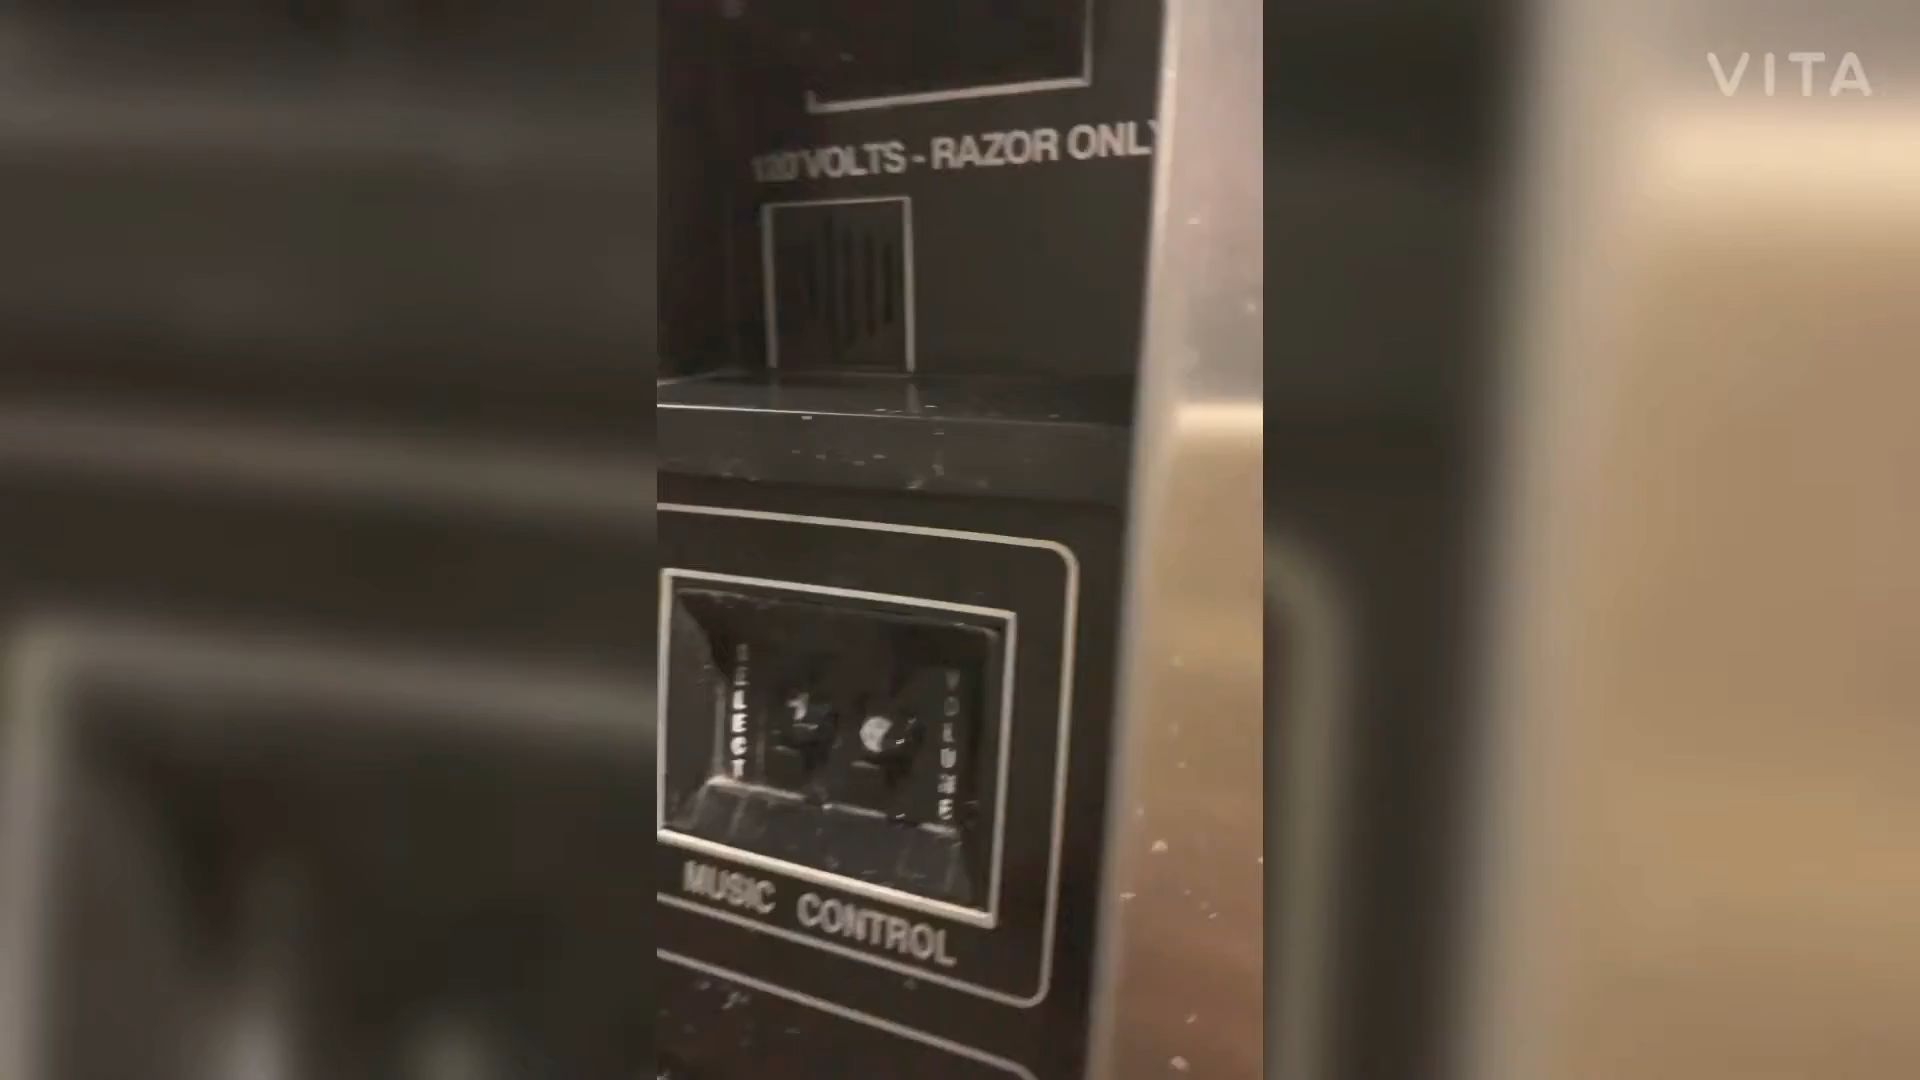 VITA
VOLTS - RAZOR ONLY
SELECT
VOLUME
MUSIC CONTROL